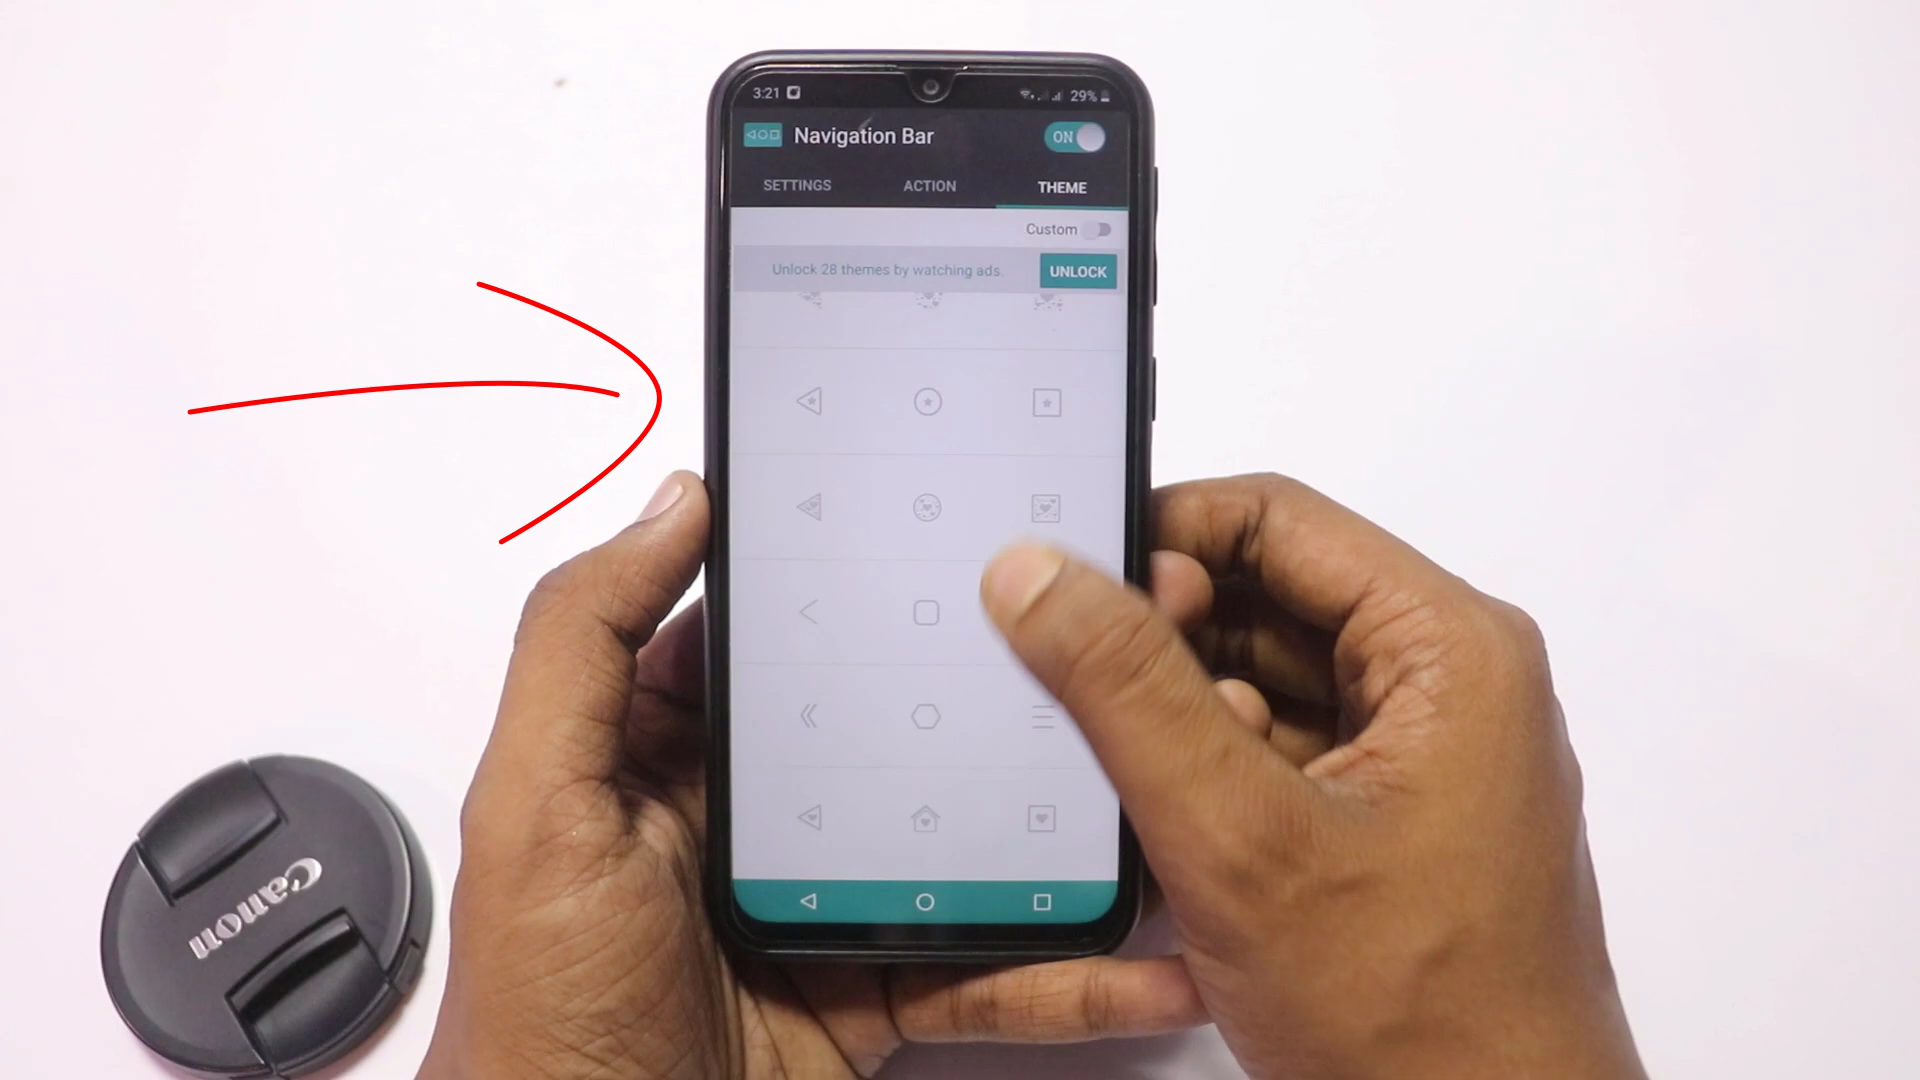 3:21 29%
Navigation Bar ON
SETTINGS ACTION THEME
Custom
Unlock 28 themes by watching ads. UNLOCK
Canon